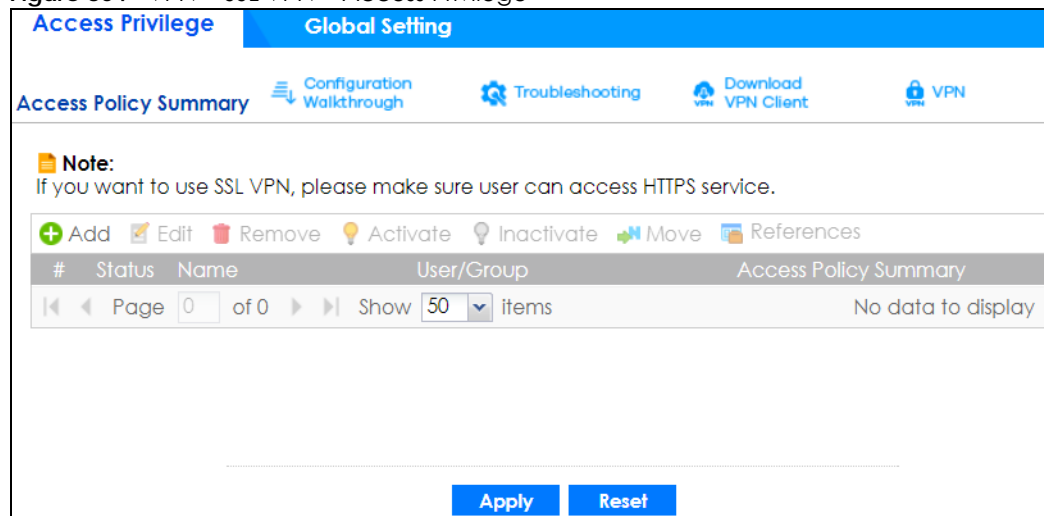 Access Privilege Global Setting
Access Policy Summary Configuration Walkthrough Troubleshooting Download VPN Client VPN
Note:
If you want to use SSL VPN, please make sure user can access HTTPS service.
Add Edit Remove Activate Inactivate Move References
# Status Name User/Group Access Policy Summary
Page 0 of 0 Show 50 items No data to display
Apply Reset